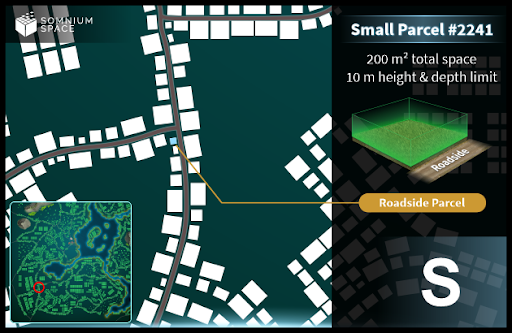 SOMNIUM
SPACE
Small Parcel #2241
200 m² total space
10 m height & depth limit
Roadside
Roadside Parcel
S